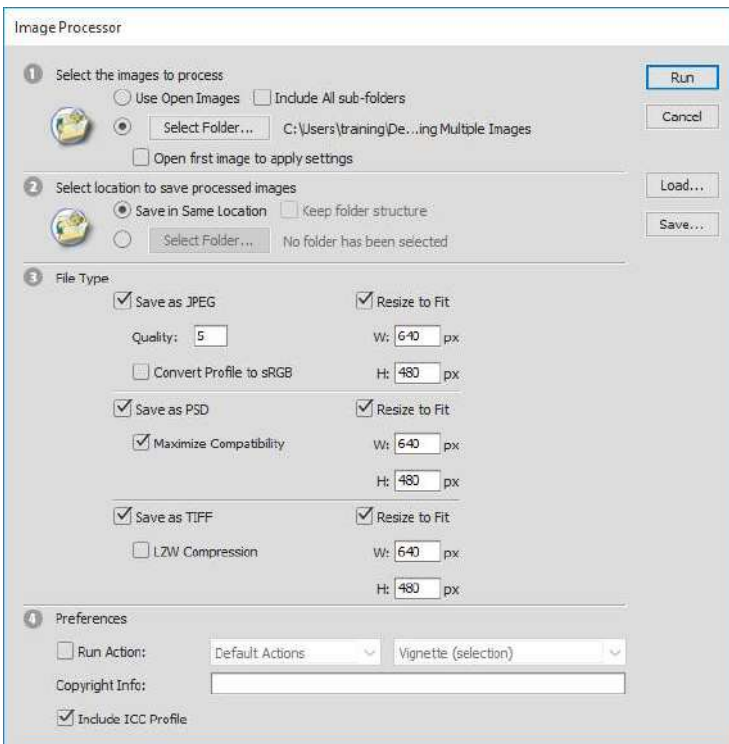 Image Processor
1 Select the images to process
Use Open Images Include All sub-folders
Select Folder... C:\Users\training\De...ing Multiple Images
Open first image to apply settings
Run
Cancel
2 Select location to save processed images
Save in Same Location Keep folder structure
Select Folder... No folder has been selected
Load...
Save...
3 File Type
Save as JPEG Resize to Fit
Quality: 5 W: 640 px
Convert Profile to sRGB H: 480 px
Save as PSD Resize to Fit
Maximize Compatibility W: 640 px
H: 480 px
Save as TIFF Resize to Fit
LZW Compression W: 640 px
H: 480 px
4 Preferences
Run Action: Default Actions Vignette (selection)
Copyright Info:
Include ICC Profile